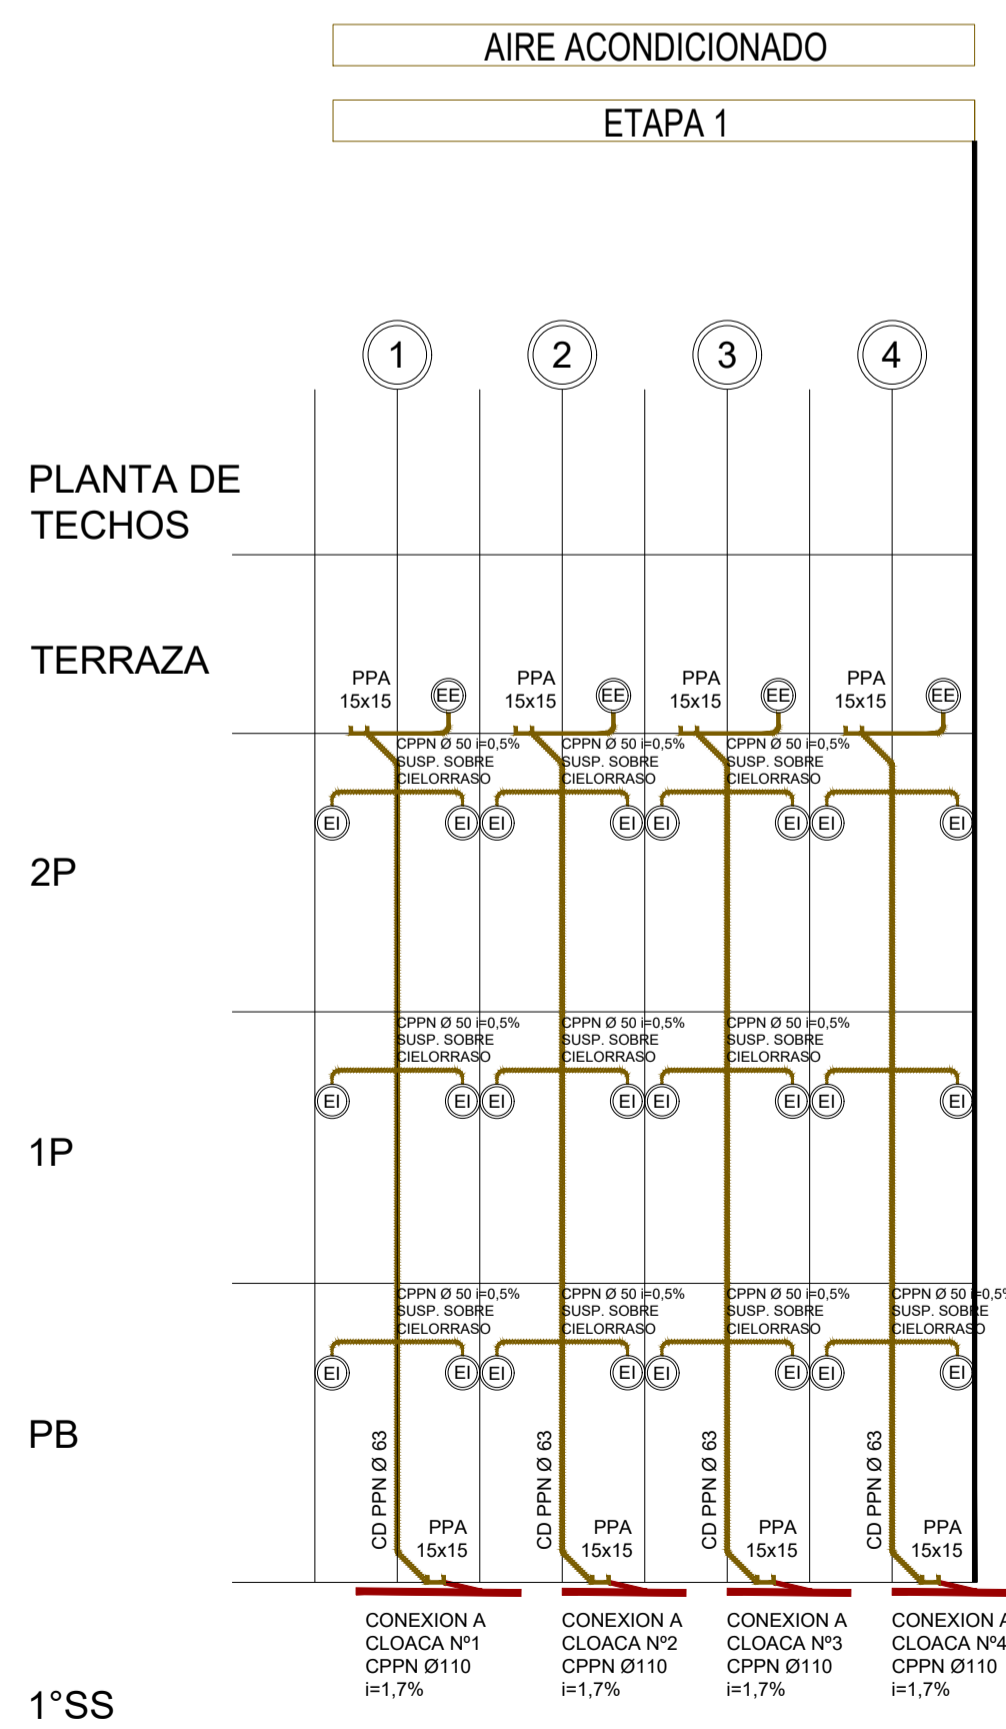 AIRE ACONDICIONADO
ETAPA 1
1
2
3
4
PLANTA DE
TECHOS
TERRAZA
PPA
15x15
EE
PPA
15x15
EE
PPA
15x15
EE
PPA
15x15
EE
CPPN Ø 50 i=0,5%
SUSP. SOBRE
CIELORRASO
CPPN Ø 50 i=0,5%
SUSP. SOBRE
CIELORRASO
CPPN Ø 50 i=0,5%
SUSP. SOBRE
CIELORRASO
EI
EI
EI
EI
EI
EI
EI
EI
2P
CPPN Ø 50 i=0,5%
SUSP. SOBRE
CIELORRASO
CPPN Ø 50 i=0,5%
SUSP. SOBRE
CIELORRASO
CPPN Ø 50 i=0,5%
SUSP. SOBRE
CIELORRASO
EI
EI
EI
EI
EI
EI
EI
EI
1P
CPPN Ø 50 i=0,5%
SUSP. SOBRE
CIELORRASO
CPPN Ø 50 i=0,5%
SUSP. SOBRE
CIELORRASO
CPPN Ø 50 i=0,5%
SUSP. SOBRE
CIELORRASO
CPPN Ø 50 i=0,5%
SUSP. SOBRE
CIELORRASO
EI
EI
EI
EI
EI
EI
EI
EI
PB
CD PPN Ø 63
PPA
15x15
CD PPN Ø 63
PPA
15x15
CD PPN Ø 63
PPA
15x15
CD PPN Ø 63
PPA
15x15
CONEXION A
CLOACA Nº1
CPPN Ø110
i=1,7%
CONEXION A
CLOACA Nº2
CPPN Ø110
i=1,7%
CONEXION A
CLOACA Nº3
CPPN Ø110
i=1,7%
CONEXION A
CLOACA Nº4
CPPN Ø110
i=1,7%
1°SS